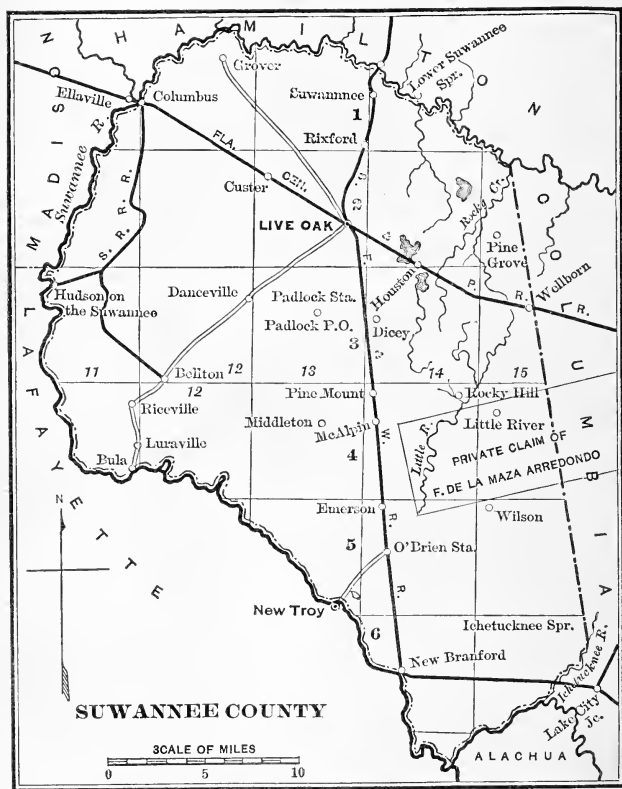 HAMILTON
Grover
Lower Suwannee
Spr.
Ellaville
Columbus
Suwannnee
1
Rixford
MADIS
Suwannee R.
FLA.
CEN.
Custer
S.
2
LIVE OAK
Rocky Cr.
Pine
Grove
S. R. R. R.
F.
Houston
P.
R.
R.
Wellborn
Hudson on
the Suwannee
Danceville
Padlock Sta.
Padlock P.O.
Dicey
3
COLUMBIA
LAFAYETTE
11
Beliton
12
12
13
14
15
Pine Mount
Rocky Hill
Riceville
Middleton
McAlpin
W.
Little R.
Little River
PRIVATE CLAIM OF
F. DE LA MAZA ARREDONDO
Luraville
4
Bula
N
Emerson
R.
Wilson
5
O'Brien Sta.
R.
New Troy
6
Ichetucknee Spr.
New Branford
Ichetucknee R.
Lake City
Jc.
SUWANNEE COUNTY
SCALE OF MILES
0 5 10
ALACHUA